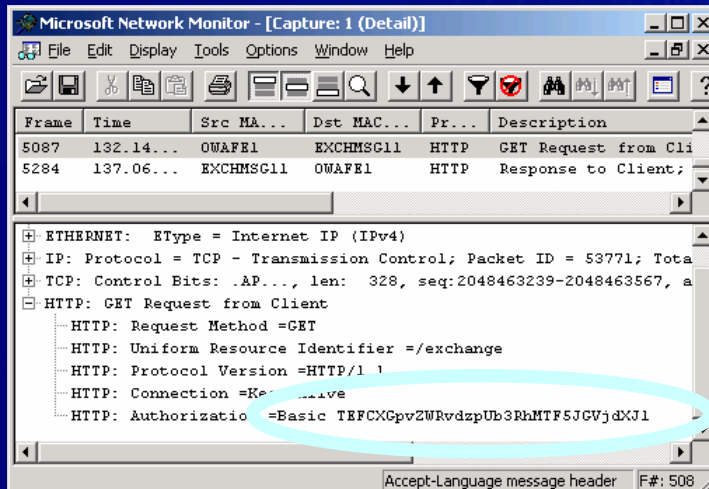 Microsoft Network Monitor - [Capture: 1 (Detail)]
File Edit Display Tools Options Window Help
Frame Time Src MA... Dst MAC... Pr... Description
5087 132.14... OWAFE1 EXCHMSG11 HTTP GET Request from Cli
5284 137.06... EXCHMSG11 OWAFE1 HTTP Response to Client;
ETHERNET: EType = Internet IP (IPv4)
IP: Protocol = TCP - Transmission Control; Packet ID = 53771; Tota
TCP: Control Bits: .AP..., len: 328, seq:2048463239-2048463567, a
HTTP: GET Request from Client
HTTP: Request Method =GET
HTTP: Uniform Resource Identifier =/exchange
HTTP: Protocol Version =HTTP/1.1
HTTP: Connection
HTTP: Authorization =Basic TEFCXGpvZWRvdzpUb3RhMTF5JGVjdXJl
Accept-Language message header F#: 508